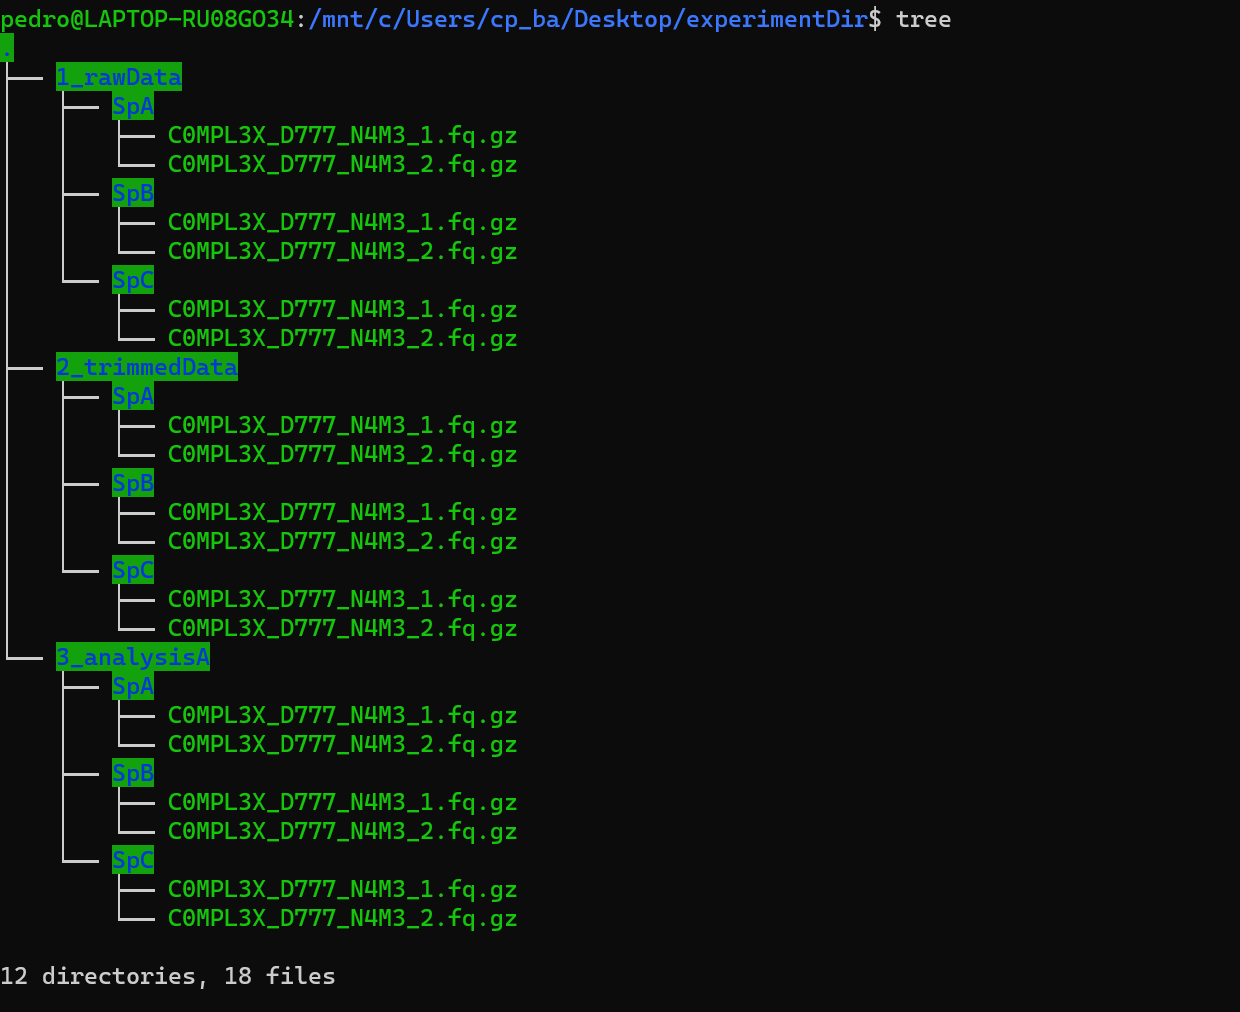 pedro@LAPTOP-RU08GO34:/mnt/c/Users/cp_ba/Desktop/experimentDir$ tree
.
├── 1_rawData
│   ├── SpA
│   │   ├── C0MPL3X_D777_N4M3_1.fq.gz
│   │   └── C0MPL3X_D777_N4M3_2.fq.gz
│   ├── SpB
│   │   ├── C0MPL3X_D777_N4M3_1.fq.gz
│   │   └── C0MPL3X_D777_N4M3_2.fq.gz
│   └── SpC
│       ├── C0MPL3X_D777_N4M3_1.fq.gz
│       └── C0MPL3X_D777_N4M3_2.fq.gz
├── 2_trimmedData
│   ├── SpA
│   │   ├── C0MPL3X_D777_N4M3_1.fq.gz
│   │   └── C0MPL3X_D777_N4M3_2.fq.gz
│   ├── SpB
│   │   ├── C0MPL3X_D777_N4M3_1.fq.gz
│   │   └── C0MPL3X_D777_N4M3_2.fq.gz
│   └── SpC
│       ├── C0MPL3X_D777_N4M3_1.fq.gz
│       └── C0MPL3X_D777_N4M3_2.fq.gz
└── 3_analysisA
    ├── SpA
    │   ├── C0MPL3X_D777_N4M3_1.fq.gz
    │   └── C0MPL3X_D777_N4M3_2.fq.gz
    ├── SpB
    │   ├── C0MPL3X_D777_N4M3_1.fq.gz
    │   └── C0MPL3X_D777_N4M3_2.fq.gz
    └── SpC
        ├── C0MPL3X_D777_N4M3_1.fq.gz
        └── C0MPL3X_D777_N4M3_2.fq.gz
12 directories, 18 files